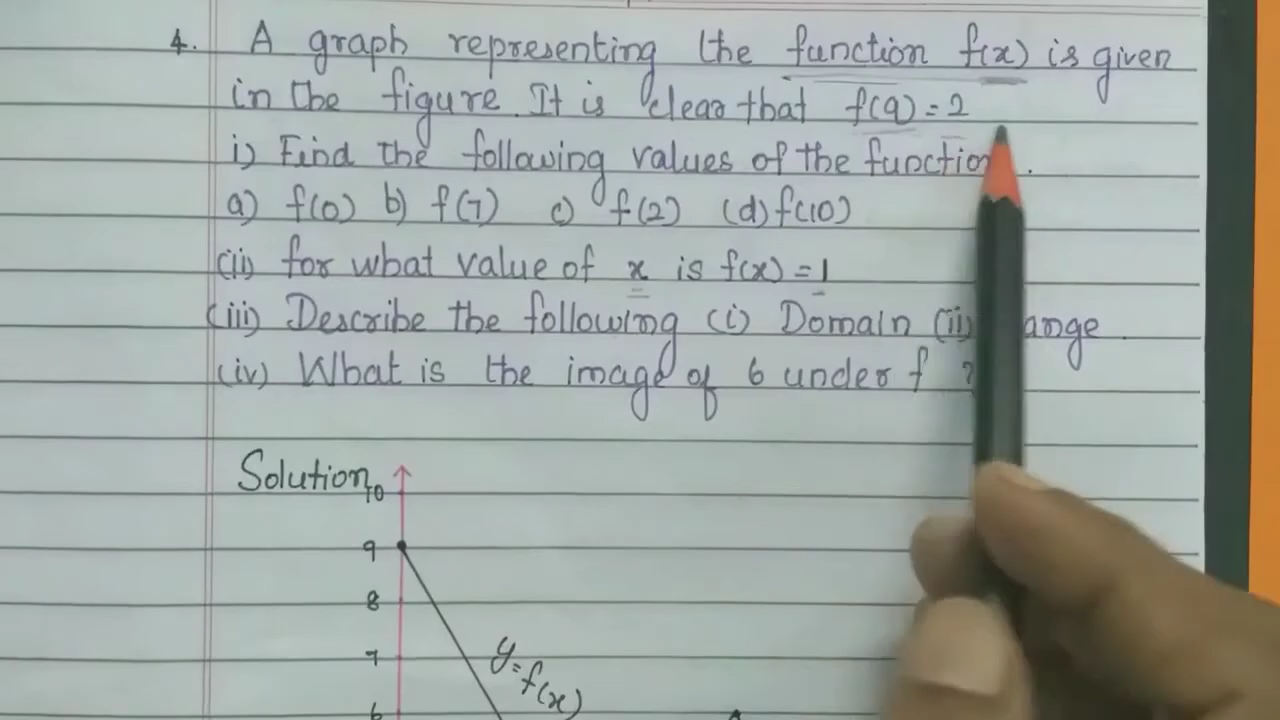 4. A graph representing the function f(x) is given
in the figure. It is clear that f(9) = 2
i) Find the following values of the function.
a) f(0) b) f(7) c) f(2) (d) f(10)
(ii) for what value of x is f(x) = 1
(iii) Describe the following (i) Domain (ii) ange.
(iv) What is the image of 6 under f ?
Solution
10
9
8
7
y=f(x)
6